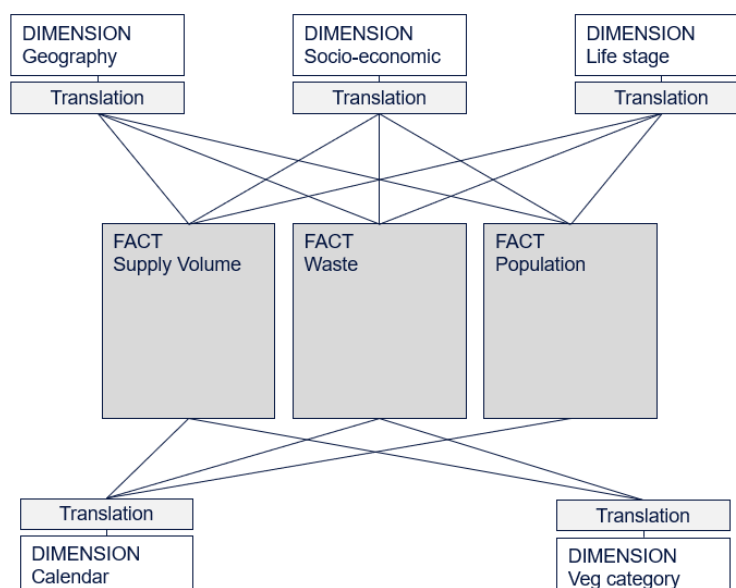 DIMENSION
Geography
Translation
DIMENSION
Socio-economic
Translation
DIMENSION
Life stage
Translation
FACT
Supply Volume
FACT
Waste
FACT
Population
Translation
DIMENSION
Calendar
Translation
DIMENSION
Veg category